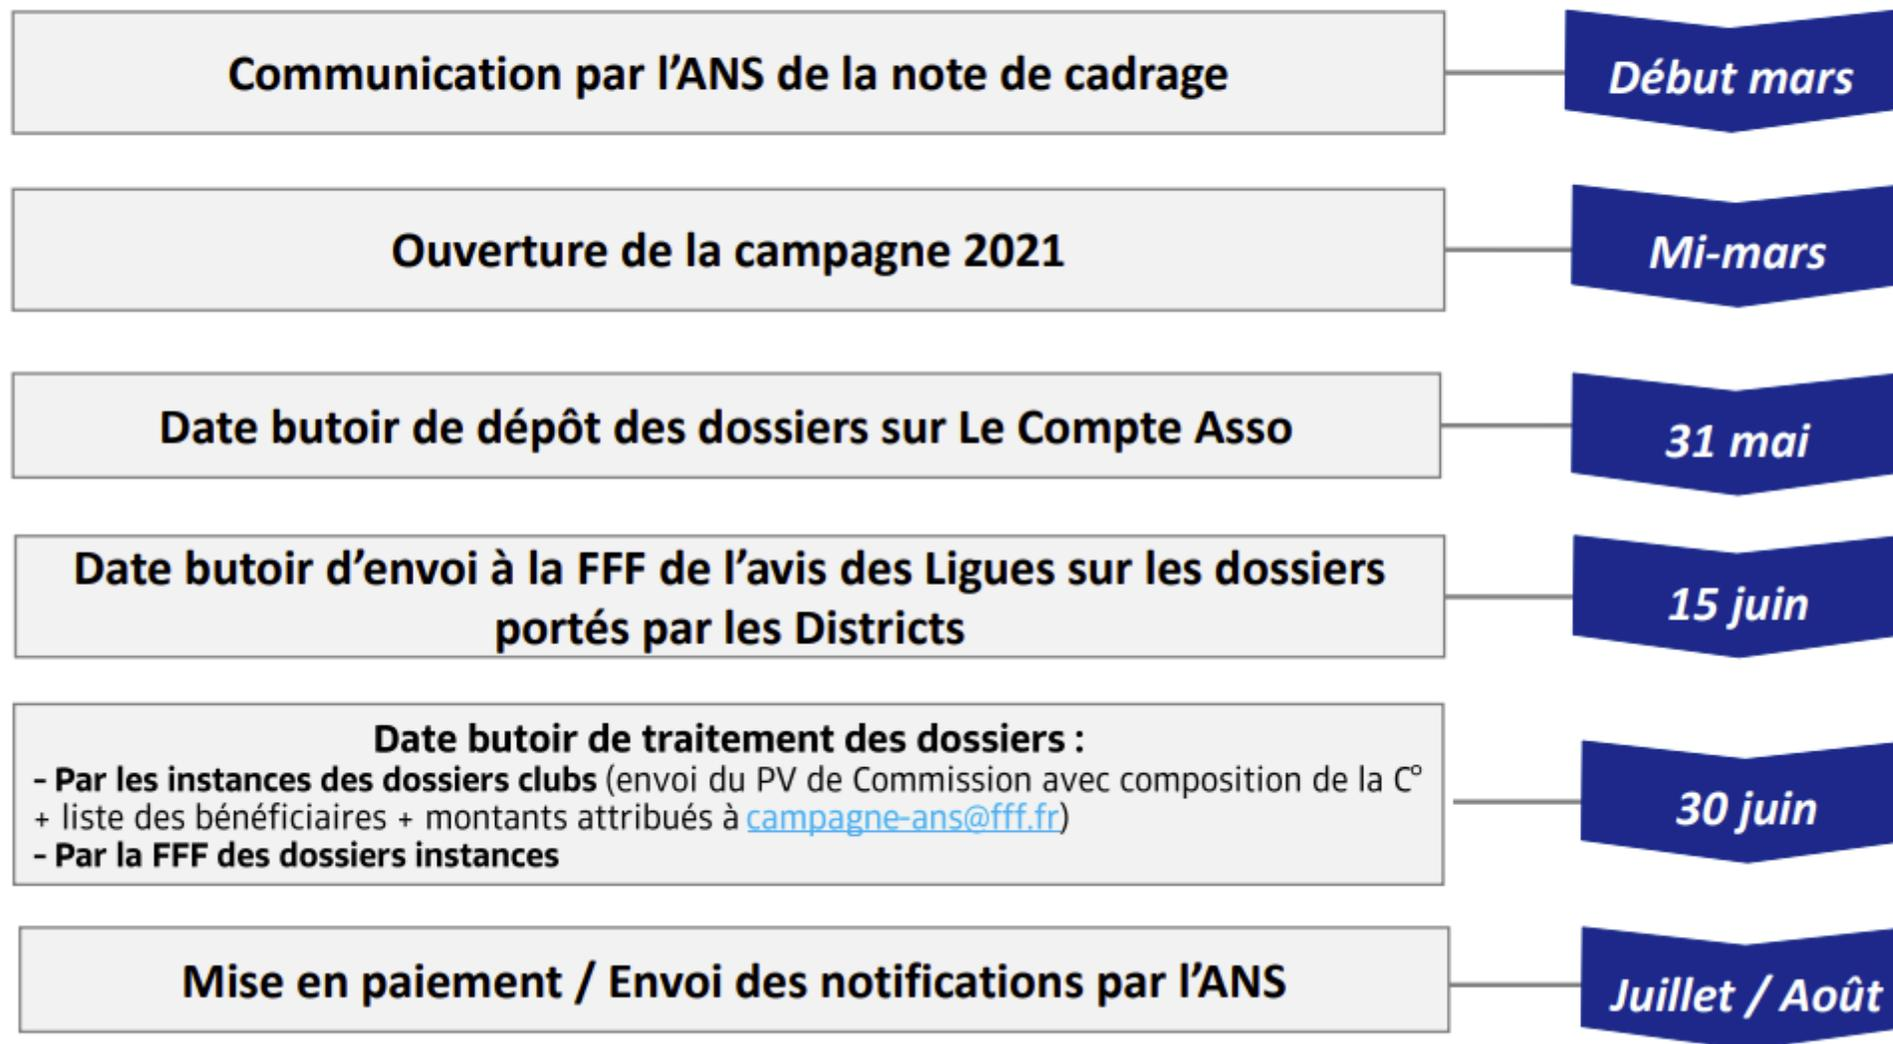 Communication par l’ANS de la note de cadrage
Début mars
Ouverture de la campagne 2021
Mi-mars
Date butoir de dépôt des dossiers sur Le Compte Asso
31 mai
Date butoir d’envoi à la FFF de l’avis des Ligues sur les dossiers
portés par les Districts
15 juin
Date butoir de traitement des dossiers :
- Par les instances des dossiers clubs (envoi du PV de Commission avec composition de la C°
+ liste des bénéficiaires + montants attribués à campagne-ans@fff.fr)
- Par la FFF des dossiers instances
30 juin
Mise en paiement / Envoi des notifications par l’ANS
Juillet / Août